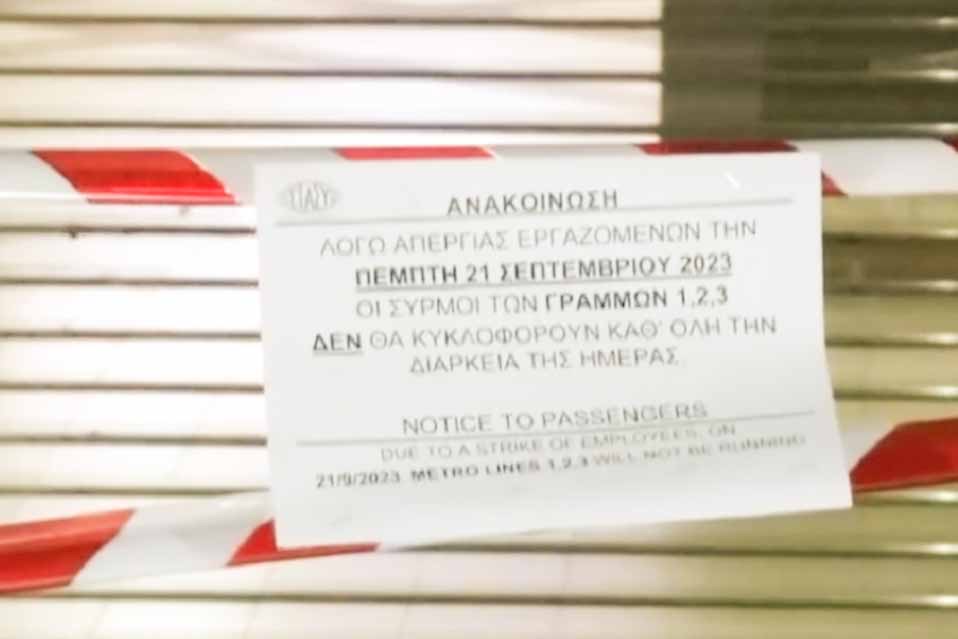 ΣΤΑΣΥ
ΑΝΑΚΟΙΝΩΣΗ
ΛΟΓΩ ΑΠΕΡΓΙΑΣ ΕΡΓΑΖΟΜΕΝΩΝ ΤΗΝ
ΠΕΜΠΤΗ 21 ΣΕΠΤΕΜΒΡΙΟΥ 2023
ΟΙ ΣΥΡΜΟΙ ΤΩΝ ΓΡΑΜΜΩΝ 1,2,3
ΔΕΝ ΘΑ ΚΥΚΛΟΦΟΡΟΥΝ ΚΑΘ' ΟΛΗ ΤΗΝ
ΔΙΑΡΚΕΙΑ ΤΗΣ ΗΜΕΡΑΣ
NOTICE TO PASSENGERS
DUE TO A STRIKE OF EMPLOYEES, ON
21/9/2023 METRO LINES 1,2,3 WILL NOT BE RUNNING